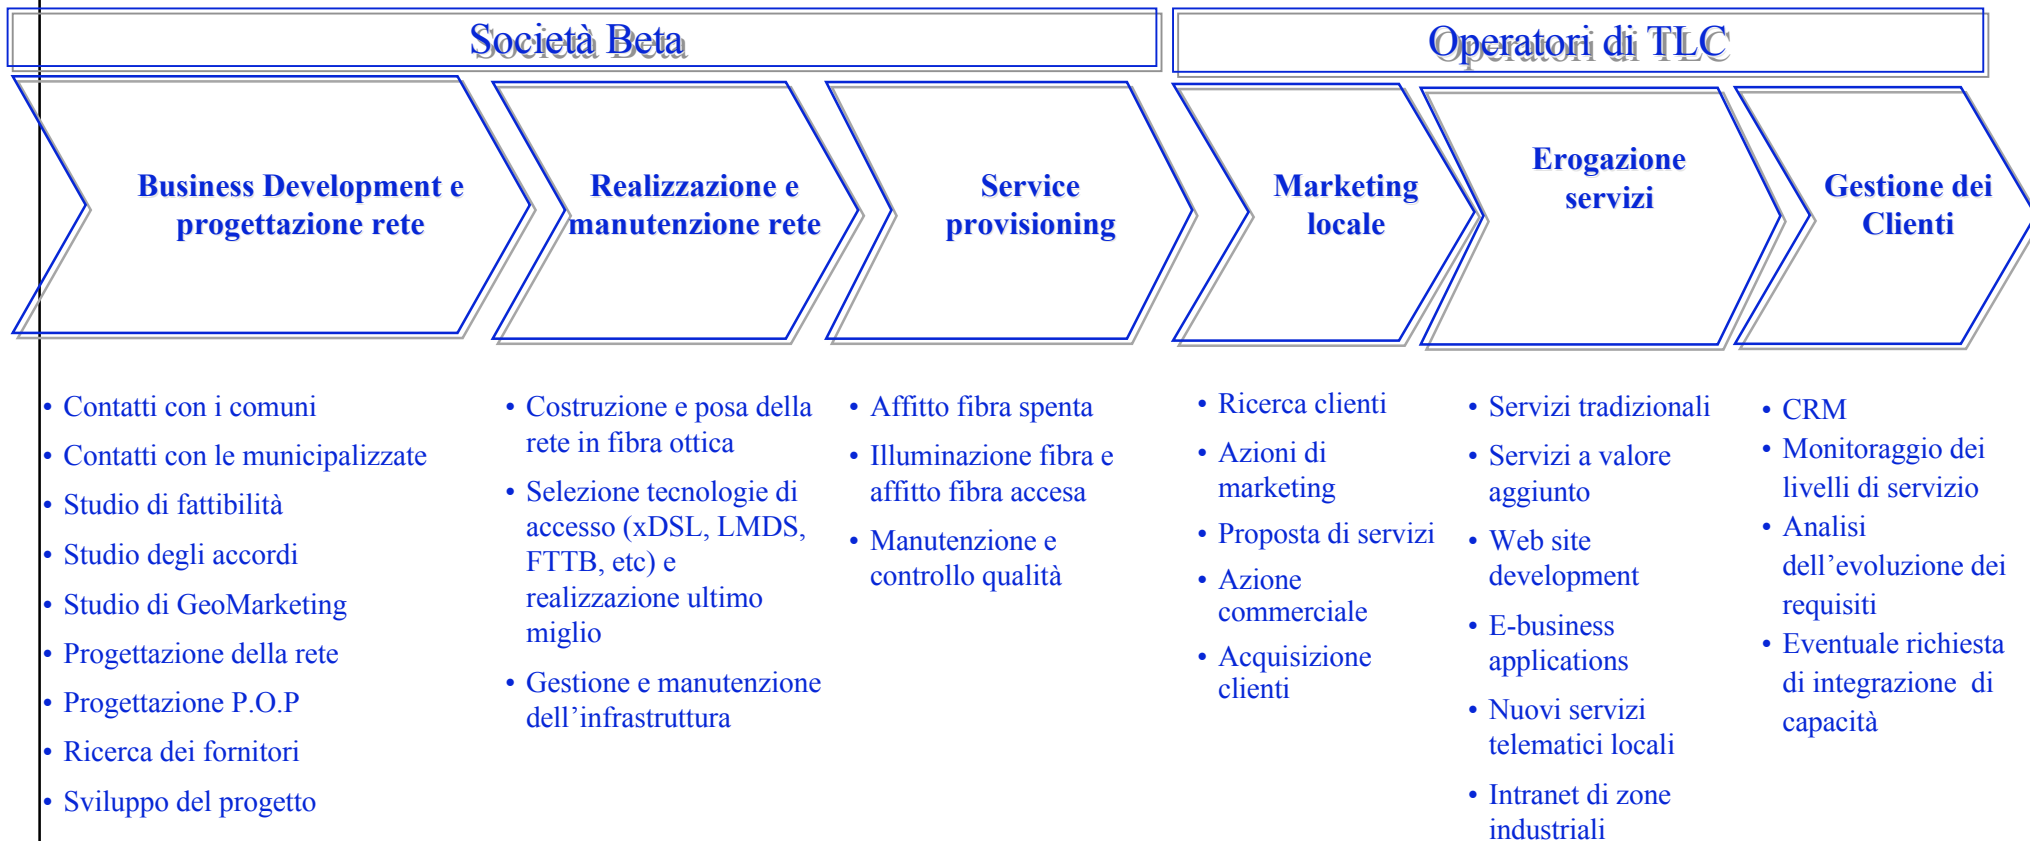 Società Beta
Operatori di TLC
Business Development e
progettazione rete
Realizzazione e
manutenzione rete
Service
provisioning
Marketing
locale
Erogazione
servizi
Gestione dei
Clienti
• Contatti con i comuni
• Contatti con le municipalizzate
• Studio di fattibilità
• Studio degli accordi
• Studio di GeoMarketing
• Progettazione della rete
• Progettazione P.O.P
• Ricerca dei fornitori
• Sviluppo del progetto
• Costruzione e posa della
rete in fibra ottica
• Selezione tecnologie di
accesso (xDSL, LMDS,
FTTB, etc) e
realizzazione ultimo
miglio
• Gestione e manutenzione
dell’infrastruttura
• Affitto fibra spenta
• Illuminazione fibra e
affitto fibra accesa
• Manutenzione e
controllo qualità
• Ricerca clienti
• Azioni di
marketing
• Proposta di servizi
• Azione
commerciale
• Acquisizione
clienti
• Servizi tradizionali
• Servizi a valore
aggiunto
• Web site
development
• E-business
applications
• Nuovi servizi
telematici locali
• Intranet di zone
industriali
• CRM
• Monitoraggio dei
livelli di servizio
• Analisi
dell’evoluzione dei
requisiti
• Eventuale richiesta
di integrazione di
capacità